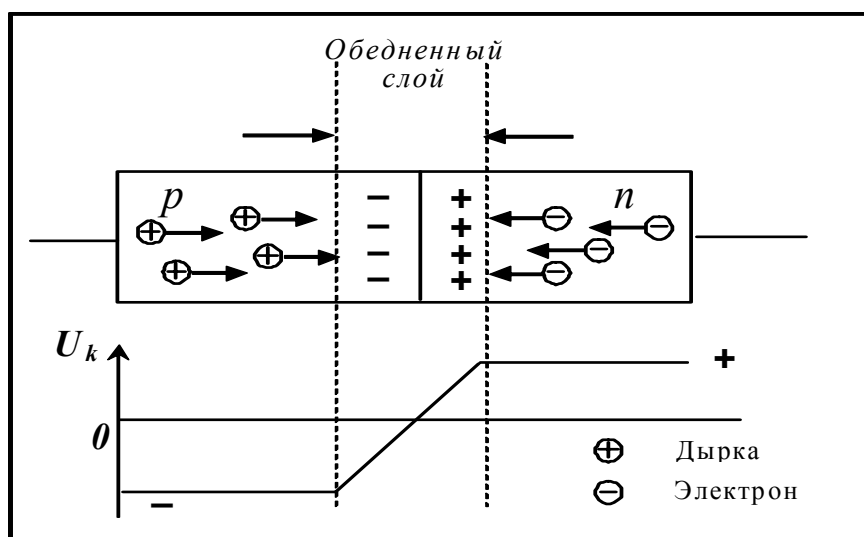 Обедненный
слой
p
n
− +
− +
− +
− +
U_k
+
0
−
⊕ Дырка
⊖ Электрон